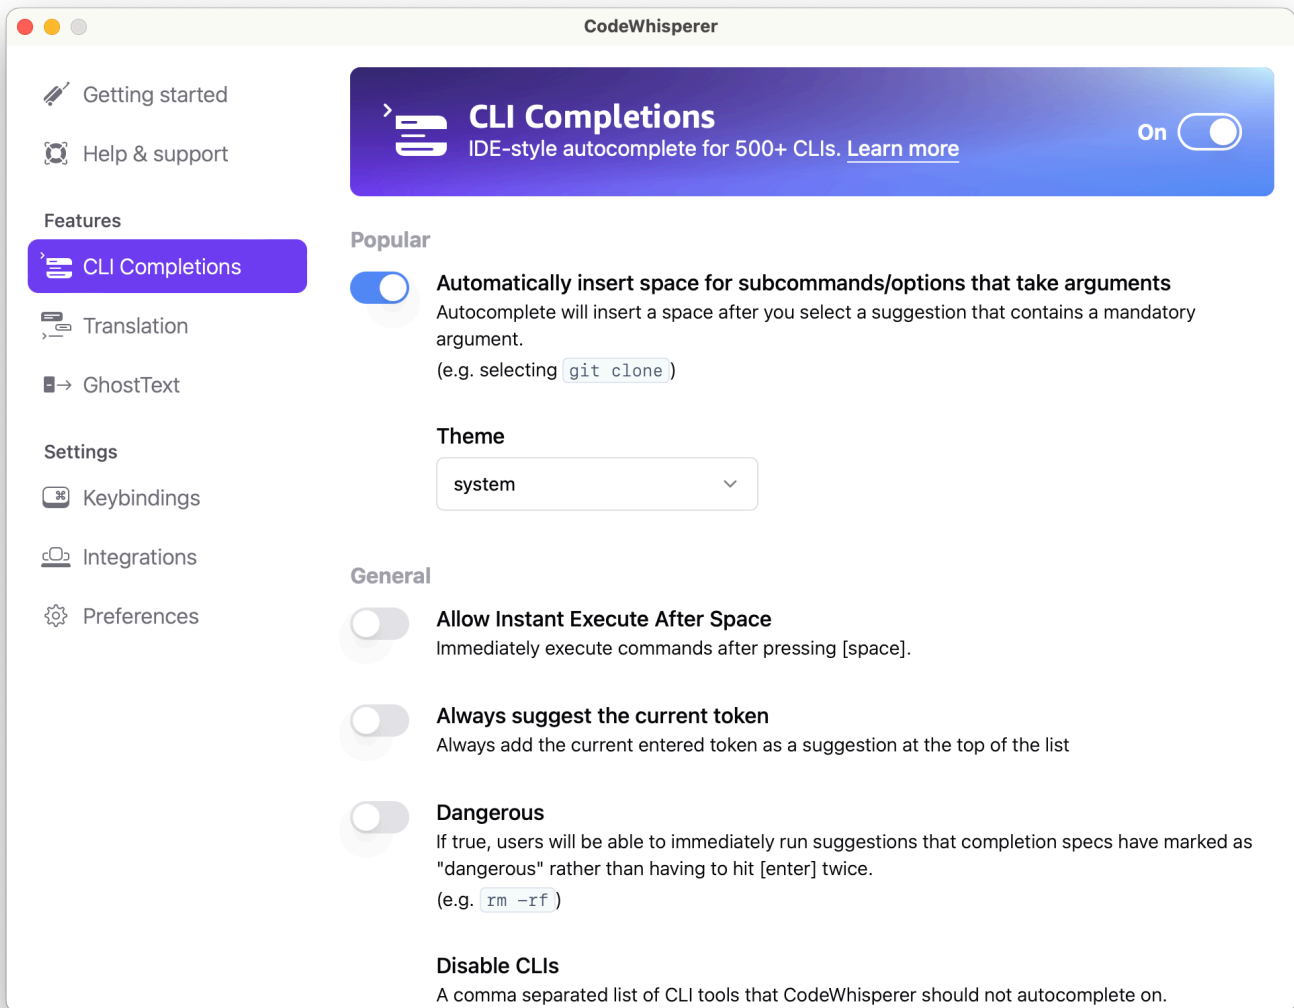 CodeWhisperer
Getting started
Help & support
Features
CLI Completions
Translation
GhostText
Settings
Keybindings
Integrations
Preferences
CLI Completions
IDE-style autocomplete for 500+ CLIs. Learn more
On
Popular
Automatically insert space for subcommands/options that take arguments
Autocomplete will insert a space after you select a suggestion that contains a mandatory
argument.
(e.g. selecting git clone)
Theme
system
General
Allow Instant Execute After Space
Immediately execute commands after pressing [space].
Always suggest the current token
Always add the current entered token as a suggestion at the top of the list
Dangerous
If true, users will be able to immediately run suggestions that completion specs have marked as
"dangerous" rather than having to hit [enter] twice.
(e.g. rm -rf)
Disable CLIs
A comma separated list of CLI tools that CodeWhisperer should not autocomplete on.